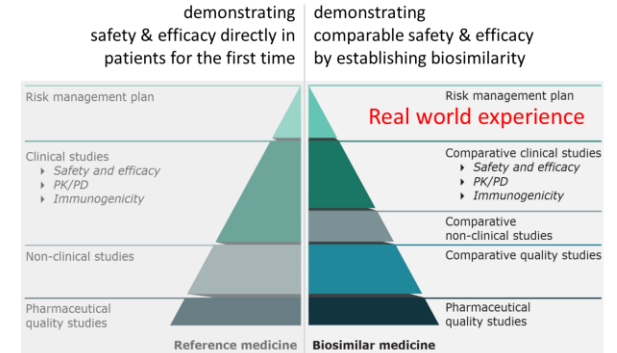 demonstrating
safety & efficacy directly in
patients for the first time
demonstrating
comparable safety & efficacy
by establishing biosimilarity
Risk management plan
Clinical studies
Safety and efficacy
PK/PD
Immunogenicity
Non-clinical studies
Pharmaceutical
quality studies
Reference medicine
Risk management plan
Real world experience
Comparative clinical studies
Safety and efficacy
PK/PD
Immunogenicity
Comparative
non-clinical studies
Comparative quality studies
Pharmaceutical
quality studies
Biosimilar medicine